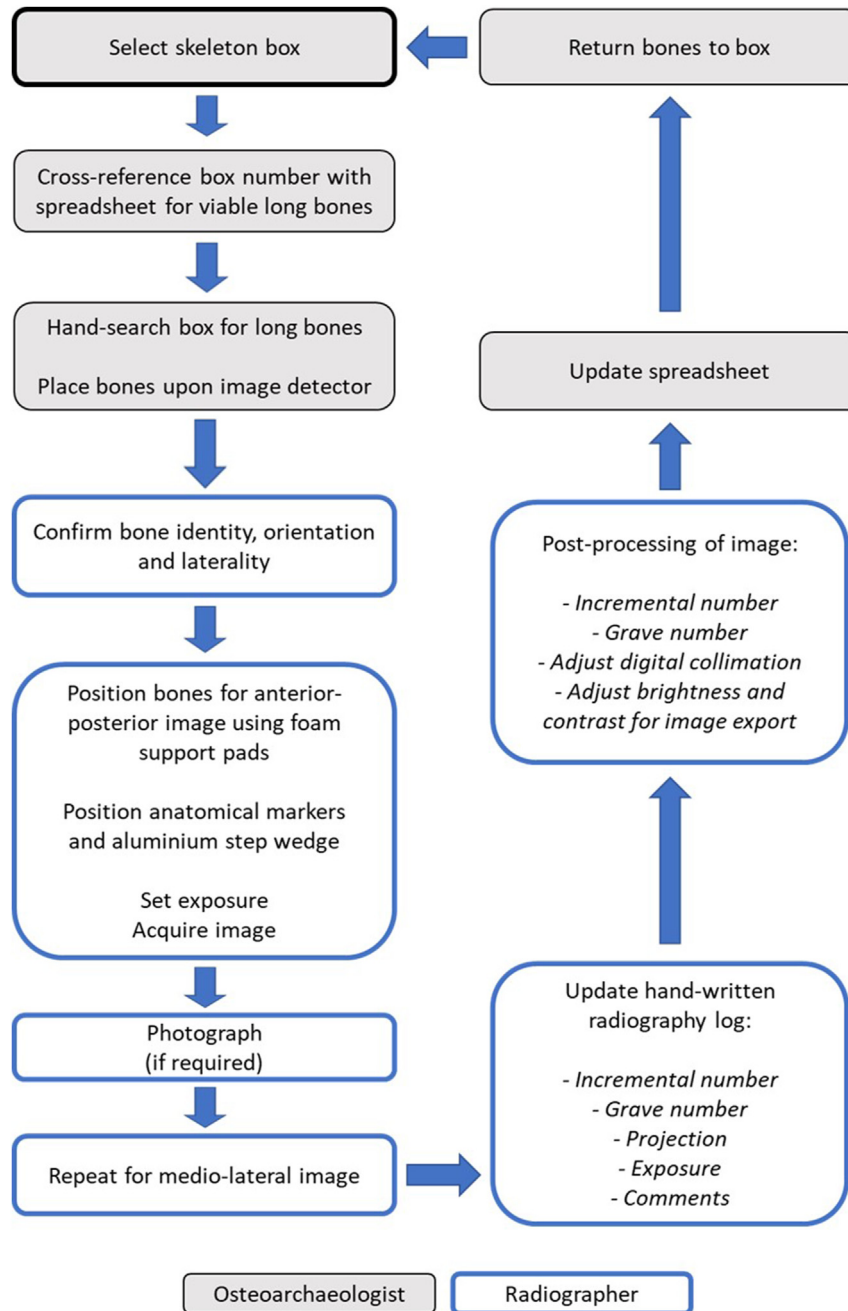 Select skeleton box
Cross-reference box number with
spreadsheet for viable long bones
Hand-search box for long bones
Place bones upon image detector
Confirm bone identity, orientation
and laterality
Position bones for anterior-
posterior image using foam
support pads
Position anatomical markers
and aluminium step wedge
Set exposure
Acquire image
Photograph
(if required)
Repeat for medio-lateral image
Update hand-written
radiography log:
- Incremental number
- Grave number
- Projection
- Exposure
- Comments
Post-processing of image:
- Incremental number
- Grave number
- Adjust digital collimation
- Adjust brightness and
contrast for image export
Update spreadsheet
Return bones to box
Osteoarchaeologist
Radiographer